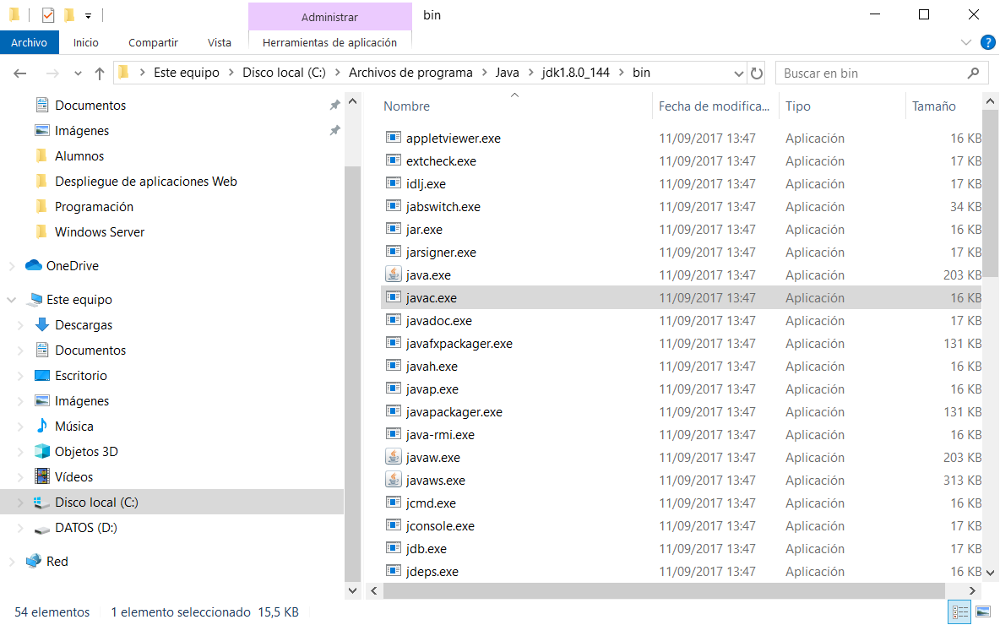 Administrar bin
Archivo Inicio Compartir Vista Herramientas de aplicación ?
Este equipo Disco local (C:) Archivos de programa Java jdk1.8.0_144 bin Buscar en bin
Documentos
Imágenes
Alumnos
Despliegue de aplicaciones Web
Programación
Windows Server
OneDrive
Este equipo
Descargas
Documentos
Escritorio
Imágenes
Música
Objetos 3D
Vídeos
Disco local (C:)
DATOS (D:)
Red
Nombre Fecha de modifica... Tipo Tamaño
appletviewer.exe 11/09/2017 13:47 Aplicación 16 KB
extcheck.exe 11/09/2017 13:47 Aplicación 17 KB
idlj.exe 11/09/2017 13:47 Aplicación 17 KB
jabswitch.exe 11/09/2017 13:47 Aplicación 34 KB
jar.exe 11/09/2017 13:47 Aplicación 16 KB
jarsigner.exe 11/09/2017 13:47 Aplicación 17 KB
java.exe 11/09/2017 13:47 Aplicación 203 KB
javac.exe 11/09/2017 13:47 Aplicación 16 KB
javadoc.exe 11/09/2017 13:47 Aplicación 17 KB
javafxpackager.exe 11/09/2017 13:47 Aplicación 131 KB
javah.exe 11/09/2017 13:47 Aplicación 16 KB
javap.exe 11/09/2017 13:47 Aplicación 16 KB
javapackager.exe 11/09/2017 13:47 Aplicación 131 KB
java-rmi.exe 11/09/2017 13:47 Aplicación 16 KB
javaw.exe 11/09/2017 13:47 Aplicación 203 KB
javaws.exe 11/09/2017 13:47 Aplicación 313 KB
jcmd.exe 11/09/2017 13:47 Aplicación 16 KB
jconsole.exe 11/09/2017 13:47 Aplicación 17 KB
jdb.exe 11/09/2017 13:47 Aplicación 17 KB
jdeps.exe 11/09/2017 13:47 Aplicación 16 KB
54 elementos 1 elemento seleccionado 15,5 KB